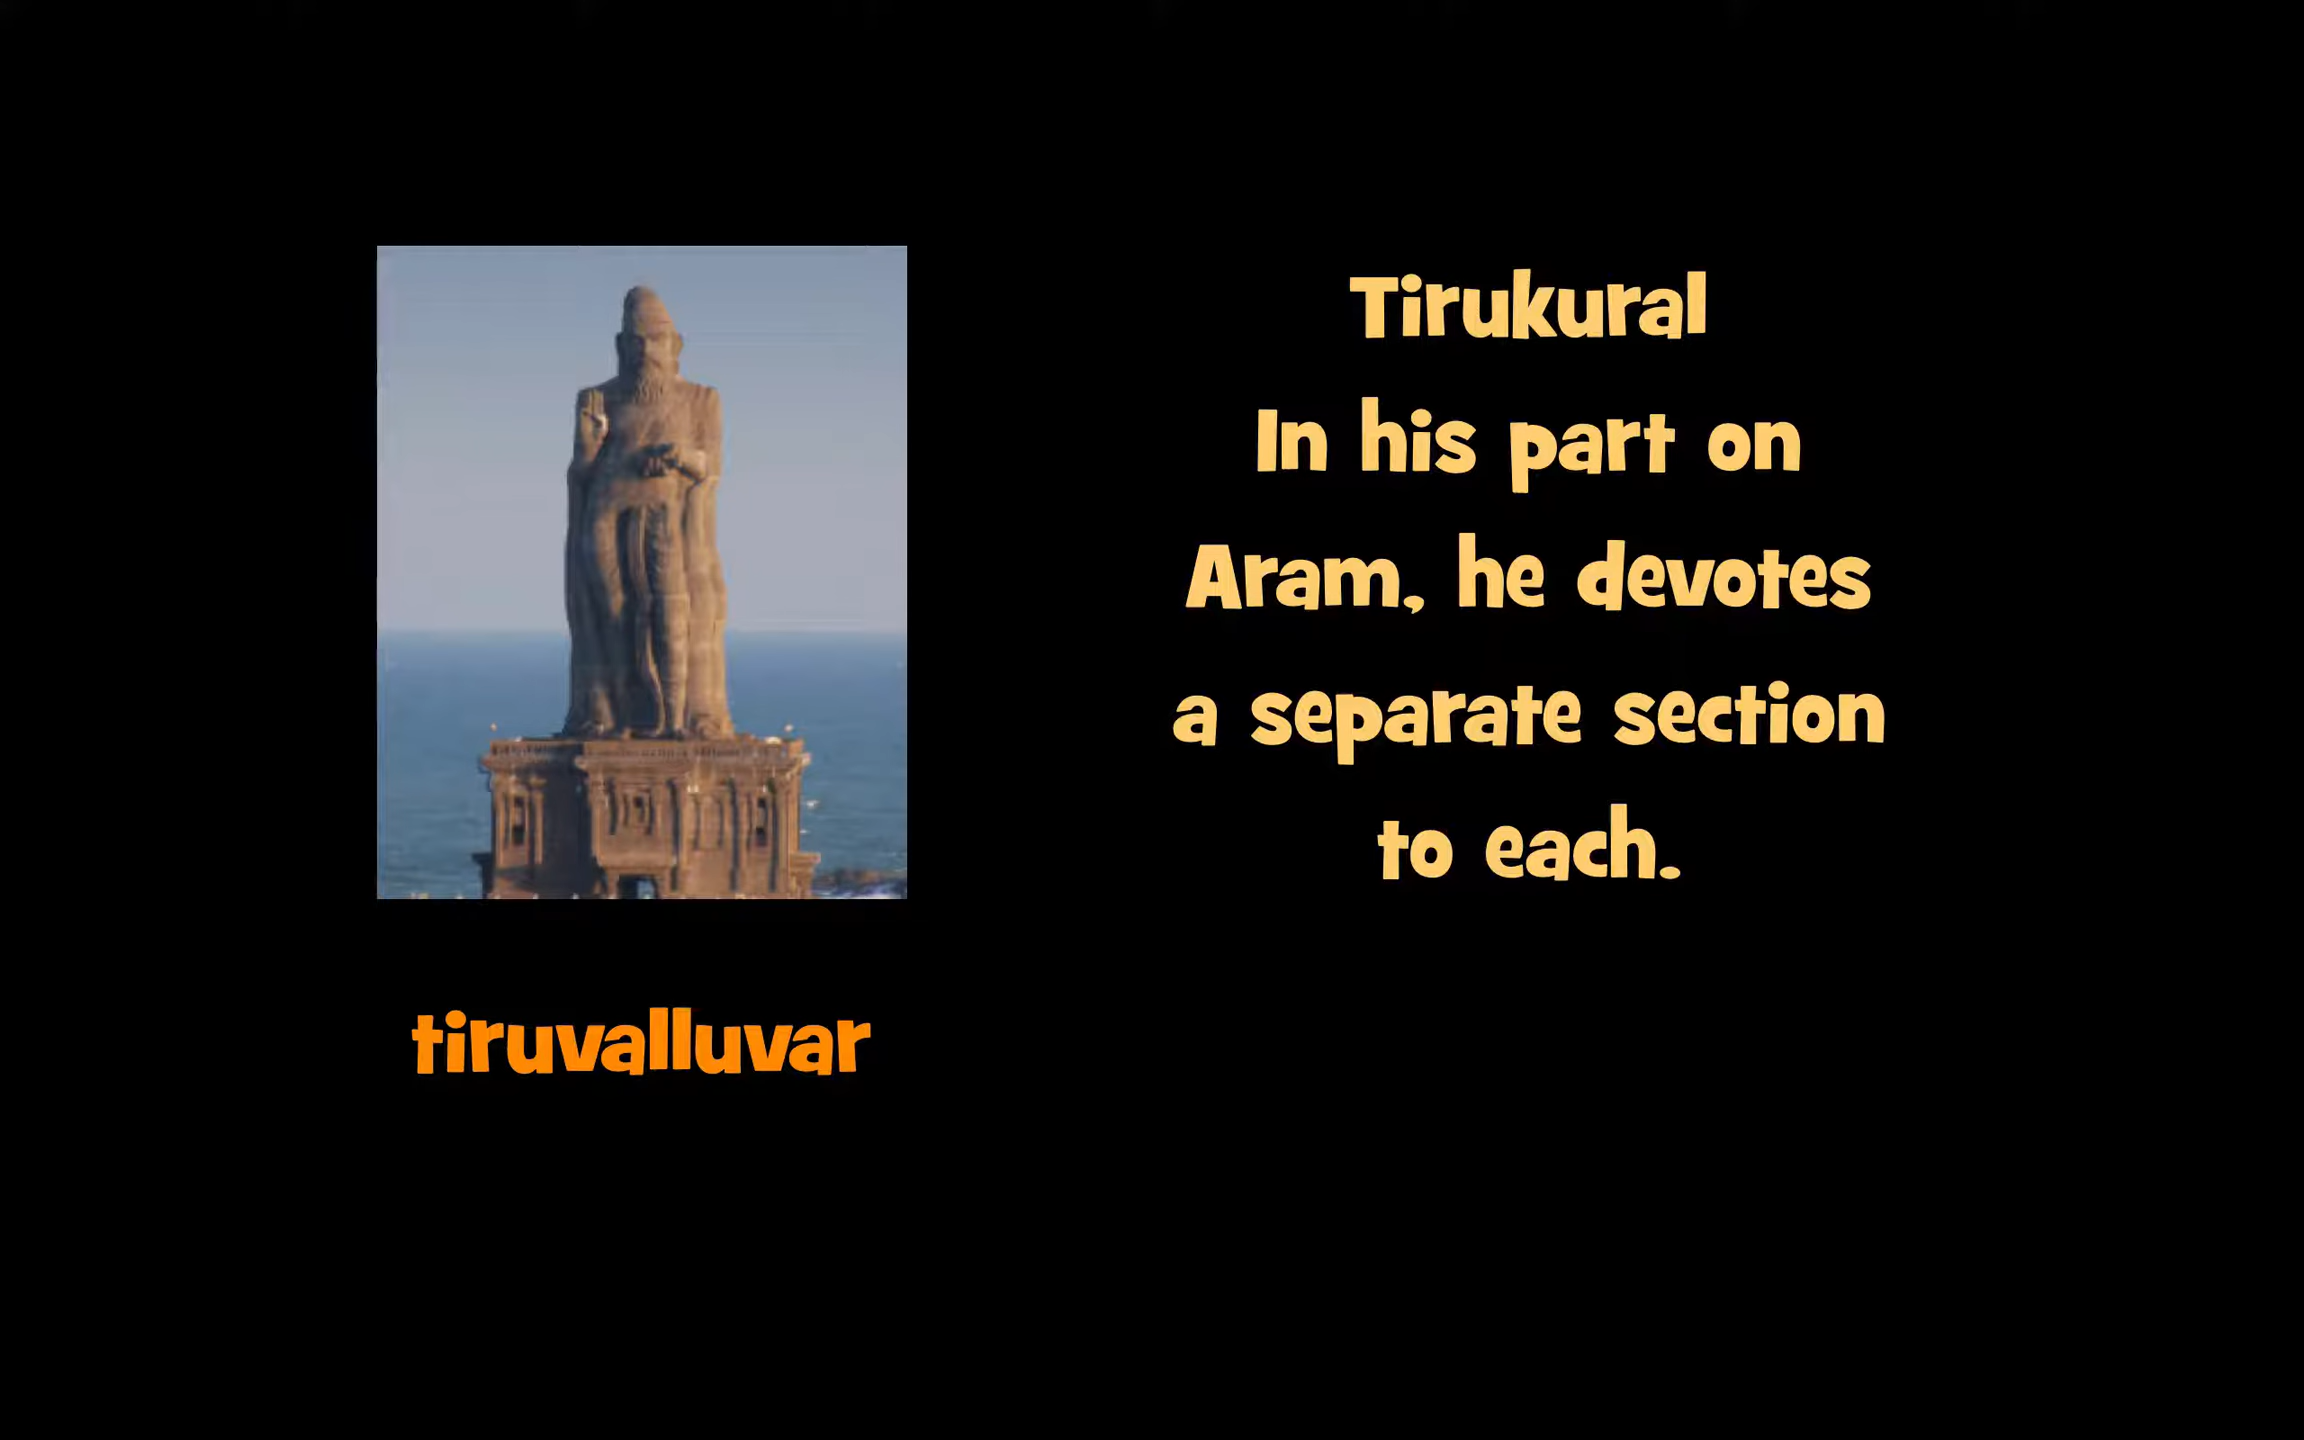 Tirukural
In his part on
Aram, he devotes
a separate section
to each.
tiruvalluvar